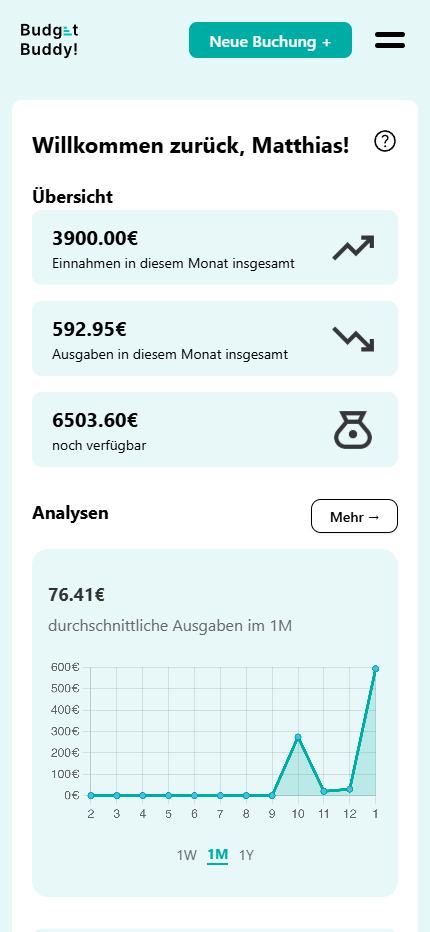 Budget
Buddy!
Neue Buchung +
Willkommen zurück, Matthias!
?
Übersicht
3900.00€
Einnahmen in diesem Monat insgesamt
592.95€
Ausgaben in diesem Monat insgesamt
6503.60€
noch verfügbar
Analysen
Mehr →
76.41€
durchschnittliche Ausgaben im 1M
600€
500€
400€
300€
200€
100€
0€
2 3 4 5 6 7 8 9 10 11 12 1
1W 1M 1Y